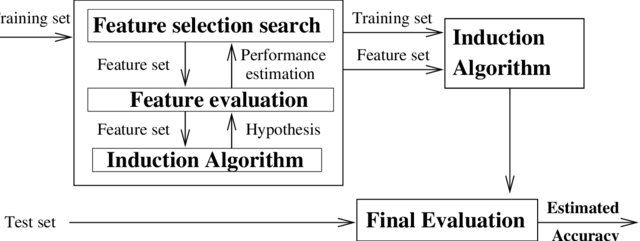 Training set
Feature selection search
Training set
Feature set
Performance
estimation
Feature set
Feature evaluation
Feature set
Hypothesis
Induction Algorithm
Induction
Algorithm
Test set
Final Evaluation
Estimated
Accuracy